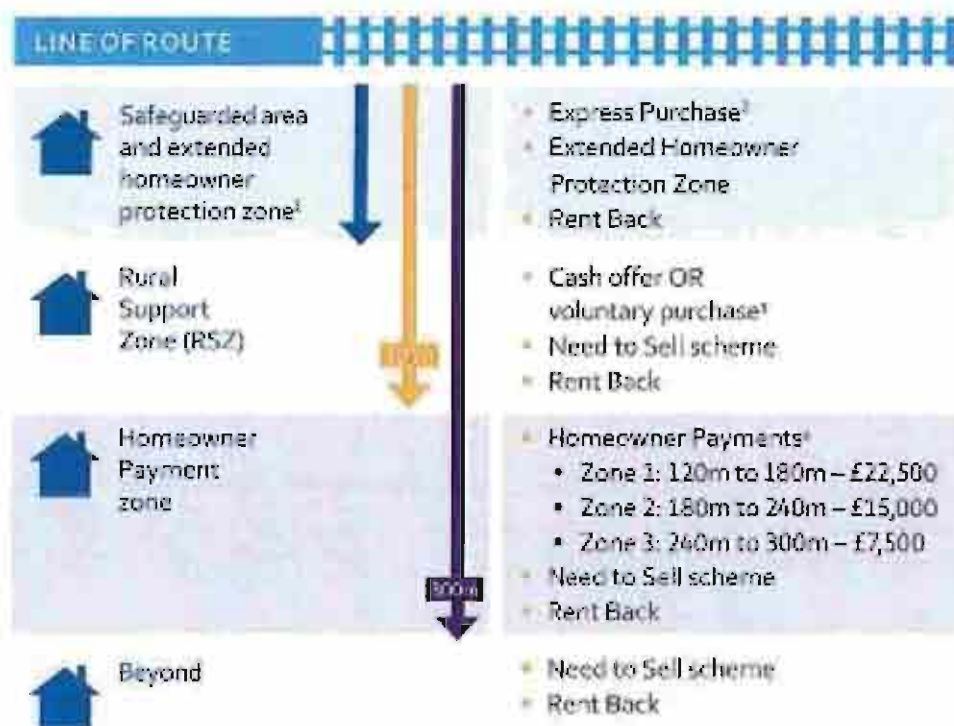 LINE OF ROUTE
Safeguarded area
and extended
homeowner
protection zone
• Express Purchase²
• Extended Homeowner
Protection Zone
• Rent Back
Rural
Support
Zone (RSZ)
• Cash offer OR
voluntary purchase
• Need to Sell scheme
• Rent Back
Homeowner
Payment
zone
• Homeowner Payments⁴
• Zone 1: 120m to 180m – £22,500
• Zone 2: 180m to 240m – £15,000
• Zone 3: 240m to 300m – £7,500
• Need to Sell scheme
• Rent Back
300m
Beyond
• Need to Sell scheme
• Rent Back